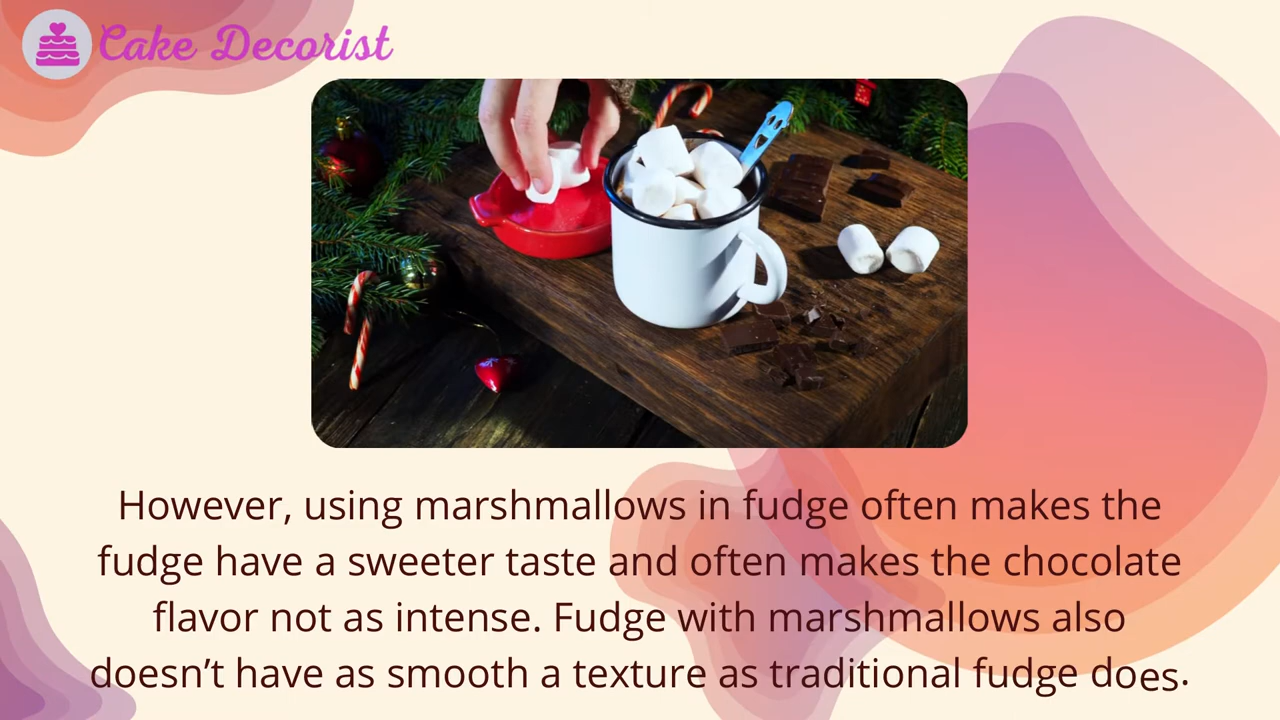 Cake Decorist
However, using marshmallows in fudge often makes the
fudge have a sweeter taste and often makes the chocolate
flavor not as intense. Fudge with marshmallows also
doesn’t have as smooth a texture as traditional fudge does.